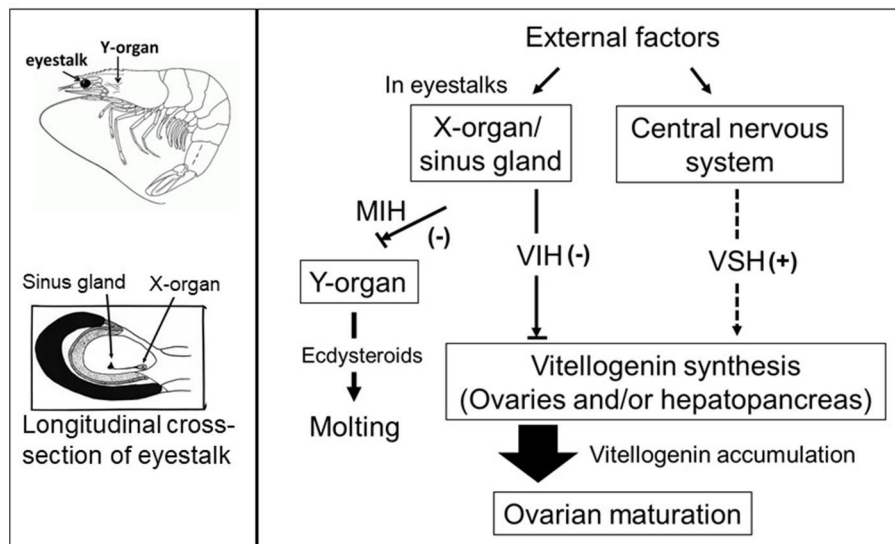 eyestalk
Y-organ
Sinus gland
X-organ
Longitudinal cross-
section of eyestalk
External factors
In eyestalks
X-organ/
sinus gland
Central nervous
system
MIH
(-)
VIH (-)
VSH (+)
Y-organ
Ecdysteroids
Molting
Vitellogenin synthesis
(Ovaries and/or hepatopancreas)
Vitellogenin accumulation
Ovarian maturation